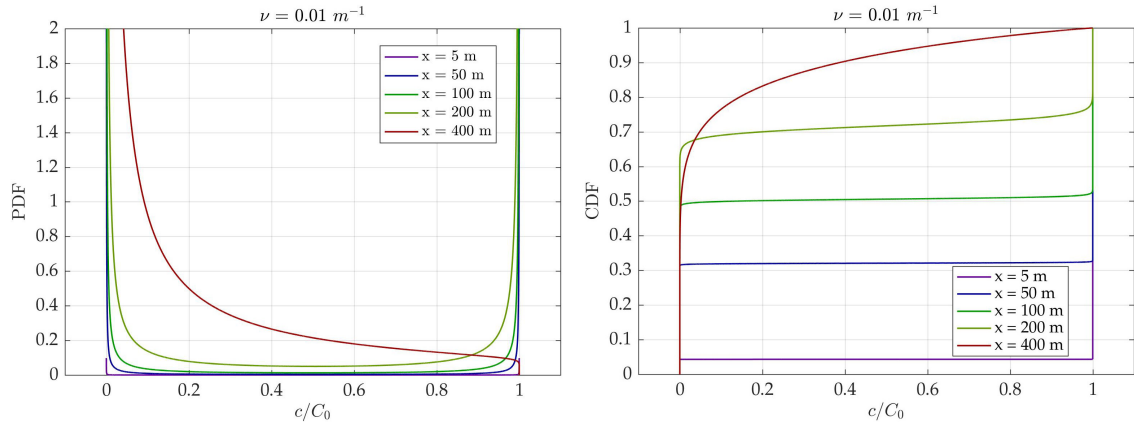 ν = 0.01 m⁻¹
PDF
2
1.8
1.6
1.4
1.2
1
0.8
0.6
0.4
0.2
0
x = 5 m
x = 50 m
x = 100 m
x = 200 m
x = 400 m
0 0.2 0.4 0.6 0.8 1
c/C₀
ν = 0.01 m⁻¹
CDF
1
0.9
0.8
0.7
0.6
0.5
0.4
0.3
0.2
0.1
0
x = 5 m
x = 50 m
x = 100 m
x = 200 m
x = 400 m
0 0.2 0.4 0.6 0.8 1
c/C₀